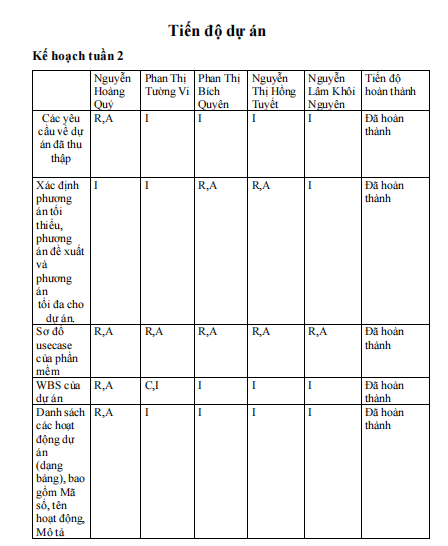 Tiến độ dự án
Kế hoạch tuần 2
Nguyễn Hoàng Quý	Phan Thị Tường Vi	Phan Thị Bích Quyên	Nguyễn Thị Hồng Tuyết	Nguyễn Lâm Khôi Nguyên	Tiến độ hoàn thành
Các yêu cầu về dự án đã thu thập	R,A	I	I	I	I	Đã hoàn thành
Xác định phương án tối thiểu, phương án đề xuất và phương án tối đa cho dự án.	I	I	R,A	R,A	I	Đã hoàn thành
Sơ đồ usecase của phần mềm	R,A	R,A	R,A	R,A	R,A	Đã hoàn thành
WBS của dự án	R,A	C,I	I	I	I	Đã hoàn thành
Danh sách các hoạt động dự án (dạng bảng), bao gồm Mã số, tên hoạt động, Mô tả	R,A	I	I	I	I	Đã hoàn thành